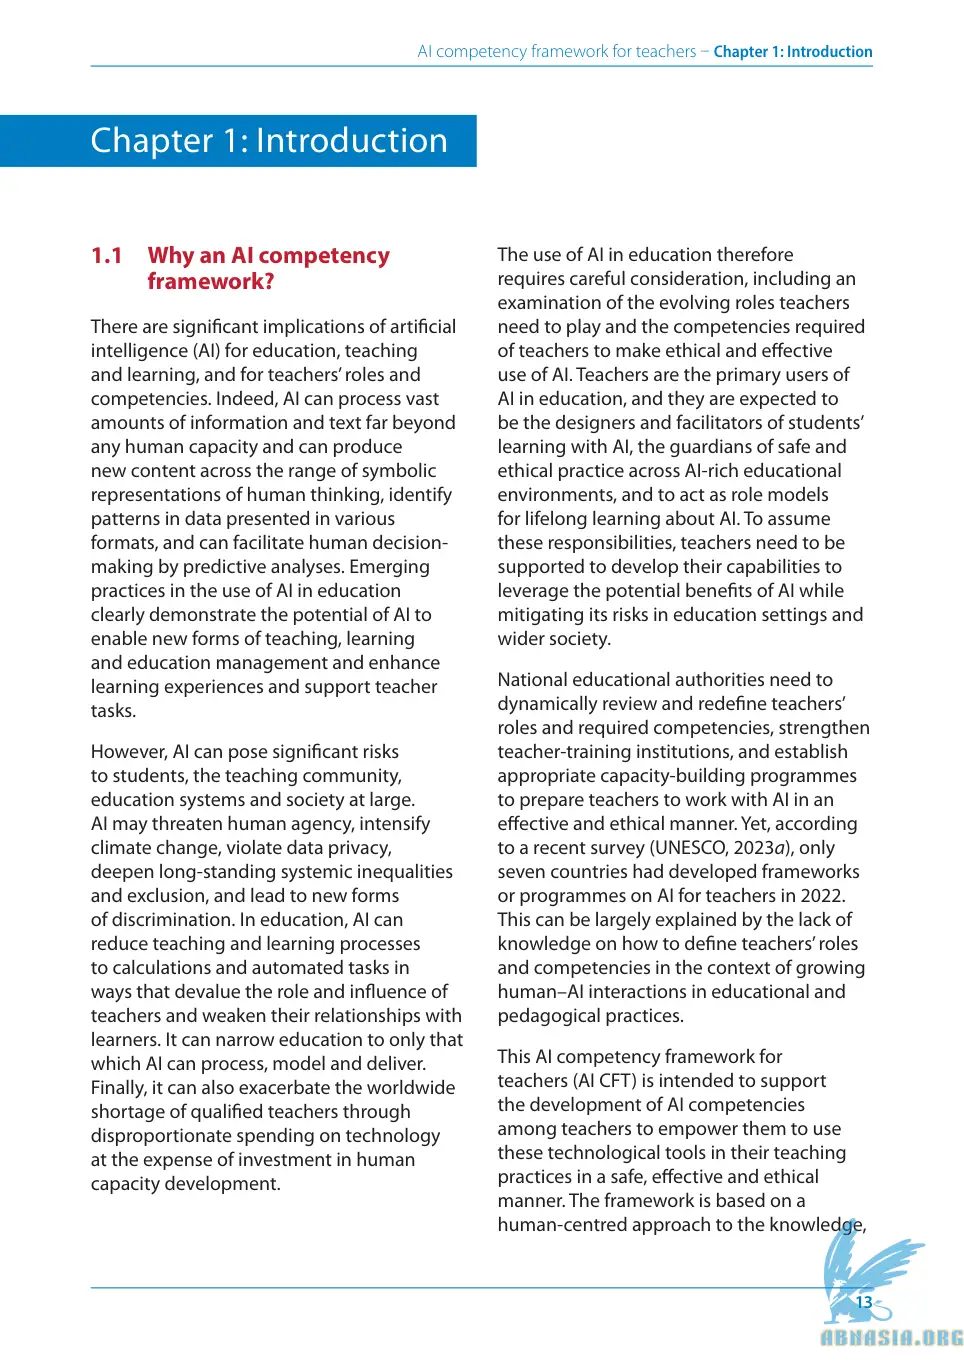 AI competency framework for teachers – Chapter 1: Introduction
Chapter 1: Introduction
1.1 Why an AI competency
framework?
There are significant implications of artificial
intelligence (AI) for education, teaching
and learning, and for teachers’ roles and
competencies. Indeed, AI can process vast
amounts of information and text far beyond
any human capacity and can produce
new content across the range of symbolic
representations of human thinking, identify
patterns in data presented in various
formats, and can facilitate human decision-
making by predictive analyses. Emerging
practices in the use of AI in education
clearly demonstrate the potential of AI to
enable new forms of teaching, learning
and education management and enhance
learning experiences and support teacher
tasks.
However, AI can pose significant risks
to students, the teaching community,
education systems and society at large.
AI may threaten human agency, intensify
climate change, violate data privacy,
deepen long-standing systemic inequalities
and exclusion, and lead to new forms
of discrimination. In education, AI can
reduce teaching and learning processes
to calculations and automated tasks in
ways that devalue the role and influence of
teachers and weaken their relationships with
learners. It can narrow education to only that
which AI can process, model and deliver.
Finally, it can also exacerbate the worldwide
shortage of qualified teachers through
disproportionate spending on technology
at the expense of investment in human
capacity development.
The use of AI in education therefore
requires careful consideration, including an
examination of the evolving roles teachers
need to play and the competencies required
of teachers to make ethical and effective
use of AI. Teachers are the primary users of
AI in education, and they are expected to
be the designers and facilitators of students’
learning with AI, the guardians of safe and
ethical practice across AI-rich educational
environments, and to act as role models
for lifelong learning about AI. To assume
these responsibilities, teachers need to be
supported to develop their capabilities to
leverage the potential benefits of AI while
mitigating its risks in education settings and
wider society.
National educational authorities need to
dynamically review and redefine teachers’
roles and required competencies, strengthen
teacher-training institutions, and establish
appropriate capacity-building programmes
to prepare teachers to work with AI in an
effective and ethical manner. Yet, according
to a recent survey (UNESCO, 2023a), only
seven countries had developed frameworks
or programmes on AI for teachers in 2022.
This can be largely explained by the lack of
knowledge on how to define teachers’ roles
and competencies in the context of growing
human–AI interactions in educational and
pedagogical practices.
This AI competency framework for
teachers (AI CFT) is intended to support
the development of AI competencies
among teachers to empower them to use
these technological tools in their teaching
practices in a safe, effective and ethical
manner. The framework is based on a
human-centred approach to the knowledge,
13
ABNASIA.ORG